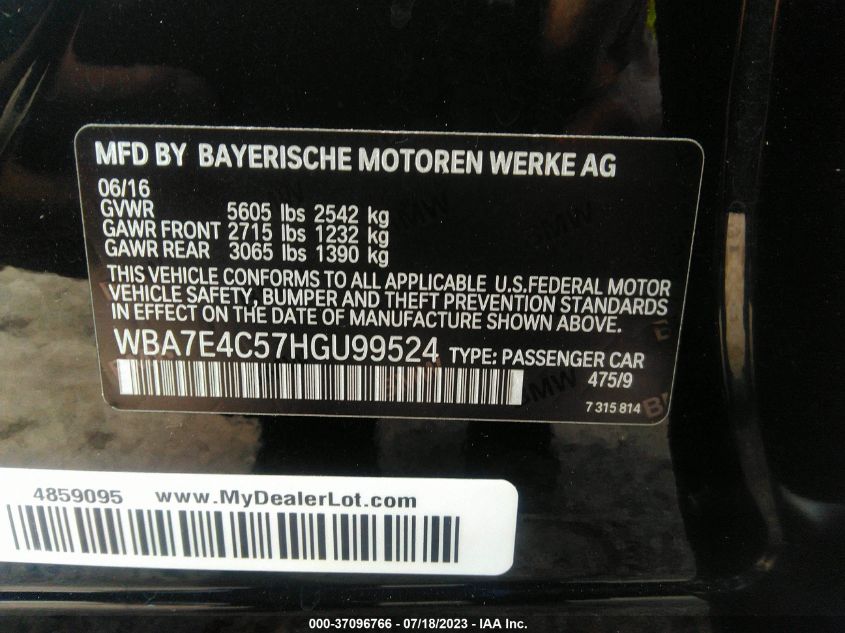 MFD BY BAYERISCHE MOTOREN WERKE AG
06/16
GVWR 5605 lbs 2542 kg
GAWR FRONT 2715 lbs 1232 kg
GAWR REAR 3065 lbs 1390 kg
THIS VEHICLE CONFORMS TO ALL APPLICABLE U.S.FEDERAL MOTOR
VEHICLE SAFETY, BUMPER AND THEFT PREVENTION STANDARDS
IN EFFECT ON THE DATE OF MANUFACTURE SHOWN ABOVE.
WBA7E4C57HGU99524 TYPE: PASSENGER CAR
475/9
7 315 814
4859095 www.MyDealerLot.com
000-37096766 / 07/18/2023 - IAA Inc.